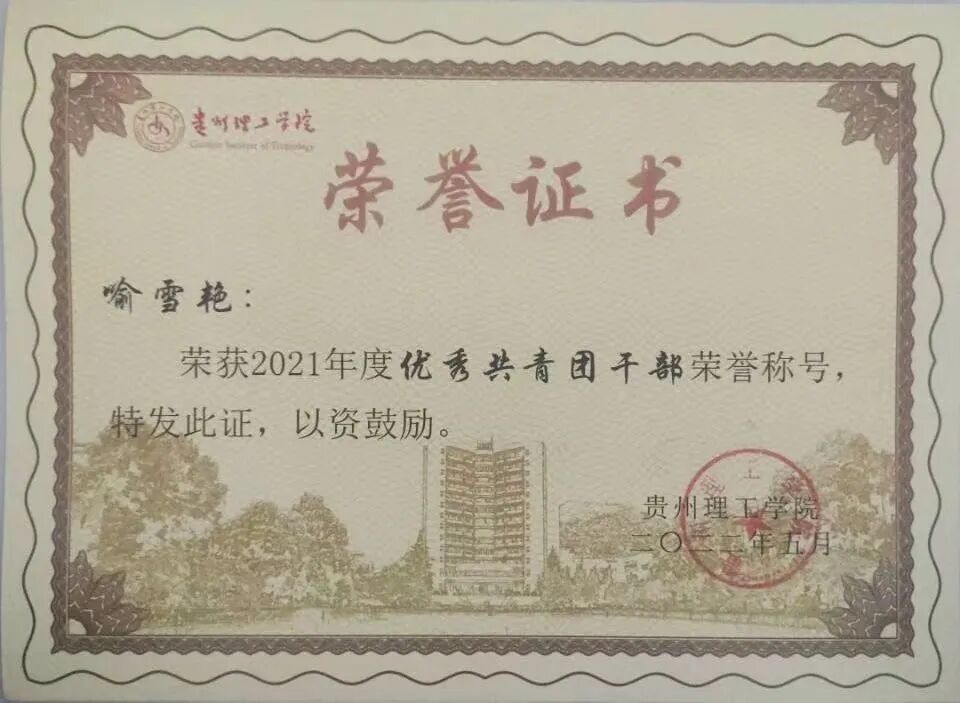 贵州理工学院
Guizhou Institute of Technology
荣誉证书
喻雪艳：
荣获2021年度优秀共青团干部荣誉称号，
特发此证，以资鼓励。
贵州理工学院
二〇二二年五月